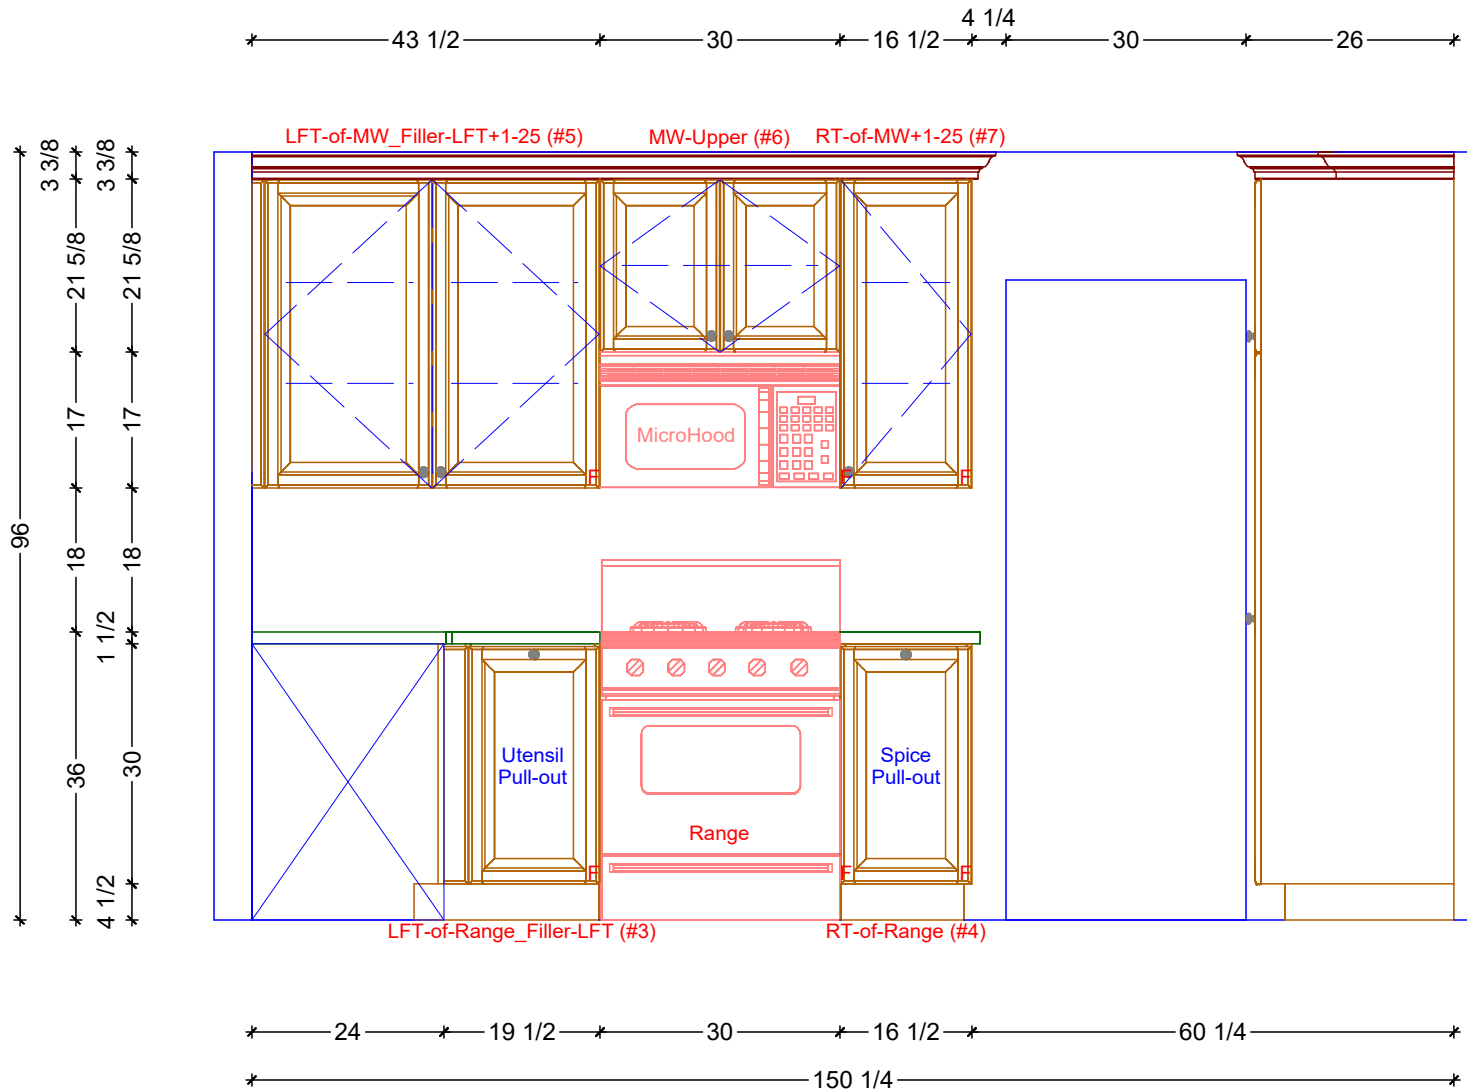 4 1/4
43 1/2
30
16 1/2
30
26
LFT-of-MW_Filler-LFT+1-25 (#5)
MW-Upper (#6)
RT-of-MW+1-25 (#7)
3 3/8
3 3/8
21 5/8
21 5/8
17
17
MicroHood
F
F
F
96
18
18
1 1/2
36
30
Utensil
Pull-out
Spice
Pull-out
Range
F
F
F
4 1/2
LFT-of-Range_Filler-LFT (#3)
RT-of-Range (#4)
24
19 1/2
30
16 1/2
60 1/4
150 1/4